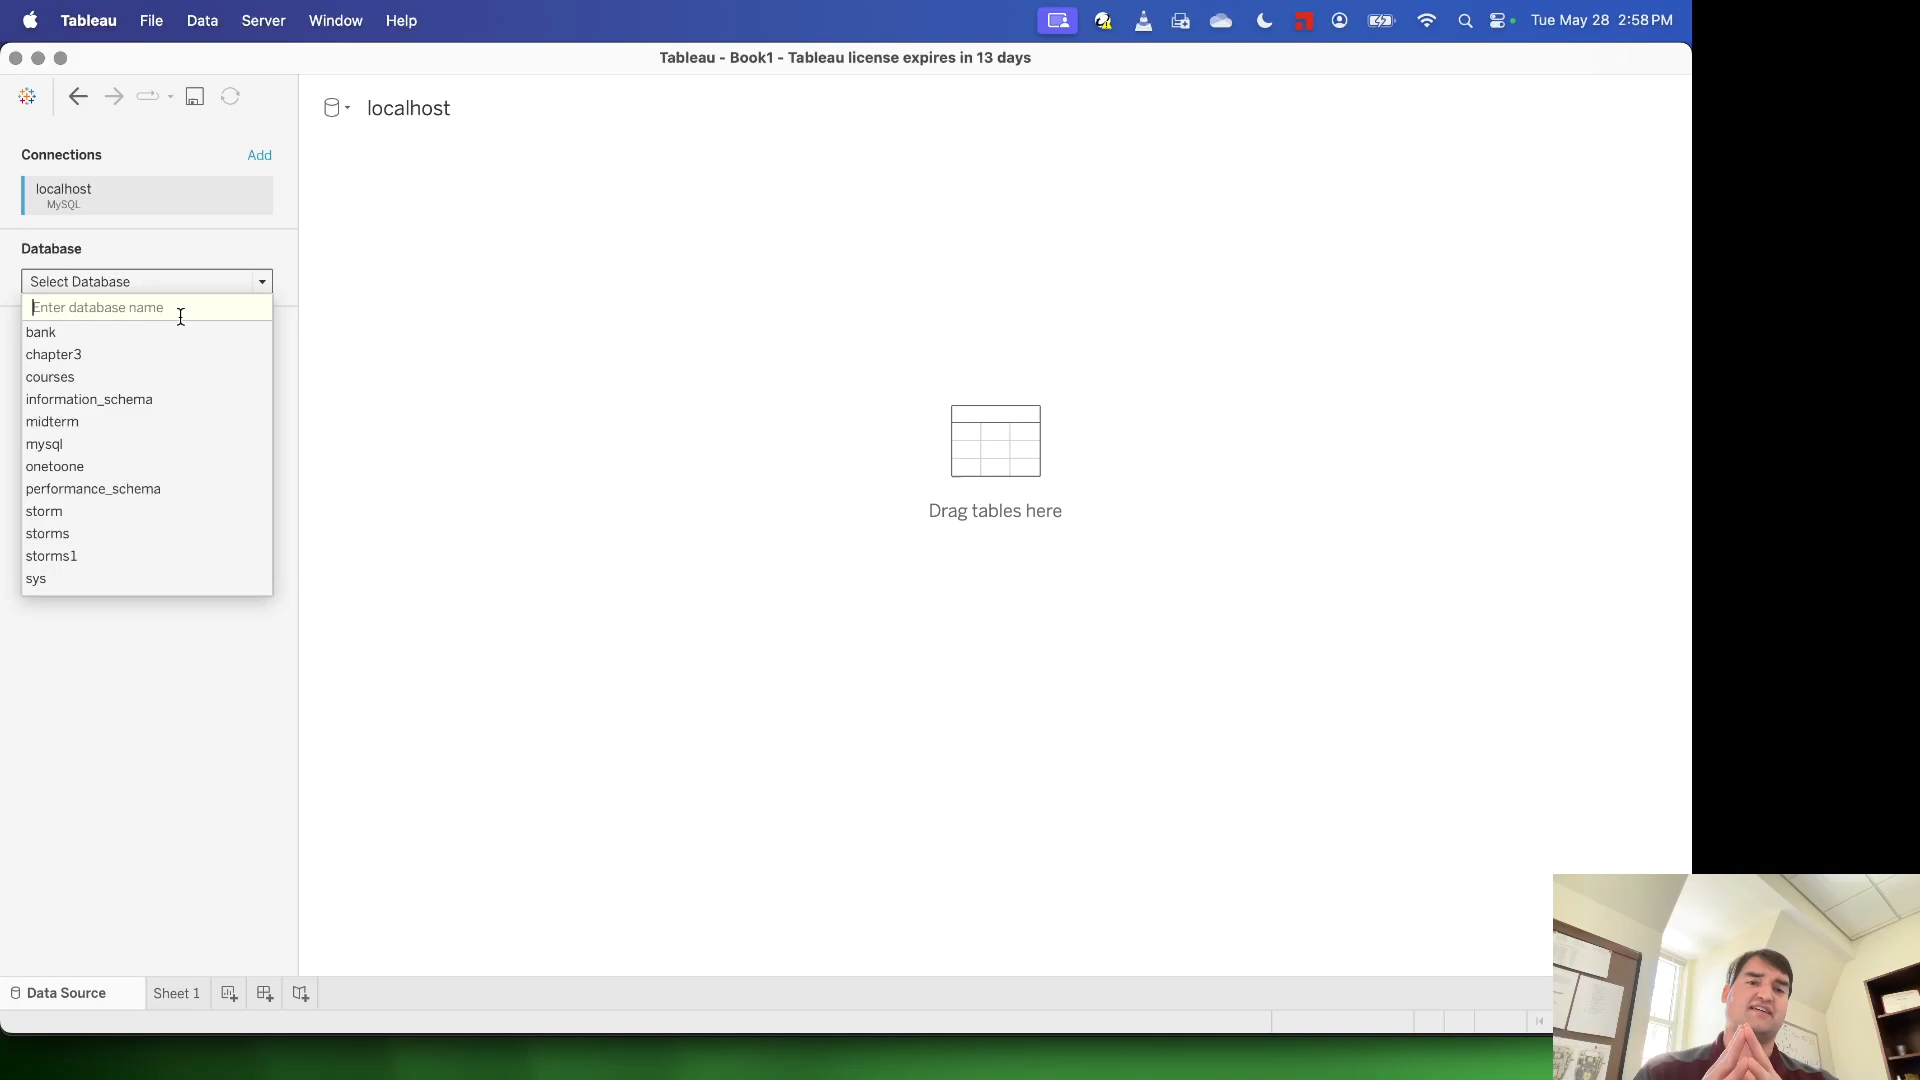 Tableau File Data Server Window Help Tue May 28 2:58 PM
Tableau - Book1 - Tableau license expires in 13 days
localhost
Connections Add
localhost
MySQL
Database
Select Database
Enter database name
bank
chapter3
courses
information_schema
midterm
mysql
onetoone
performance_schema
storm
storms
storms1
sys
Drag tables here
Data Source Sheet 1